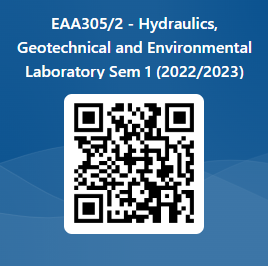 EAA305/2 - Hydraulics,
Geotechnical and Environmental
Laboratory Sem 1 (2022/2023)